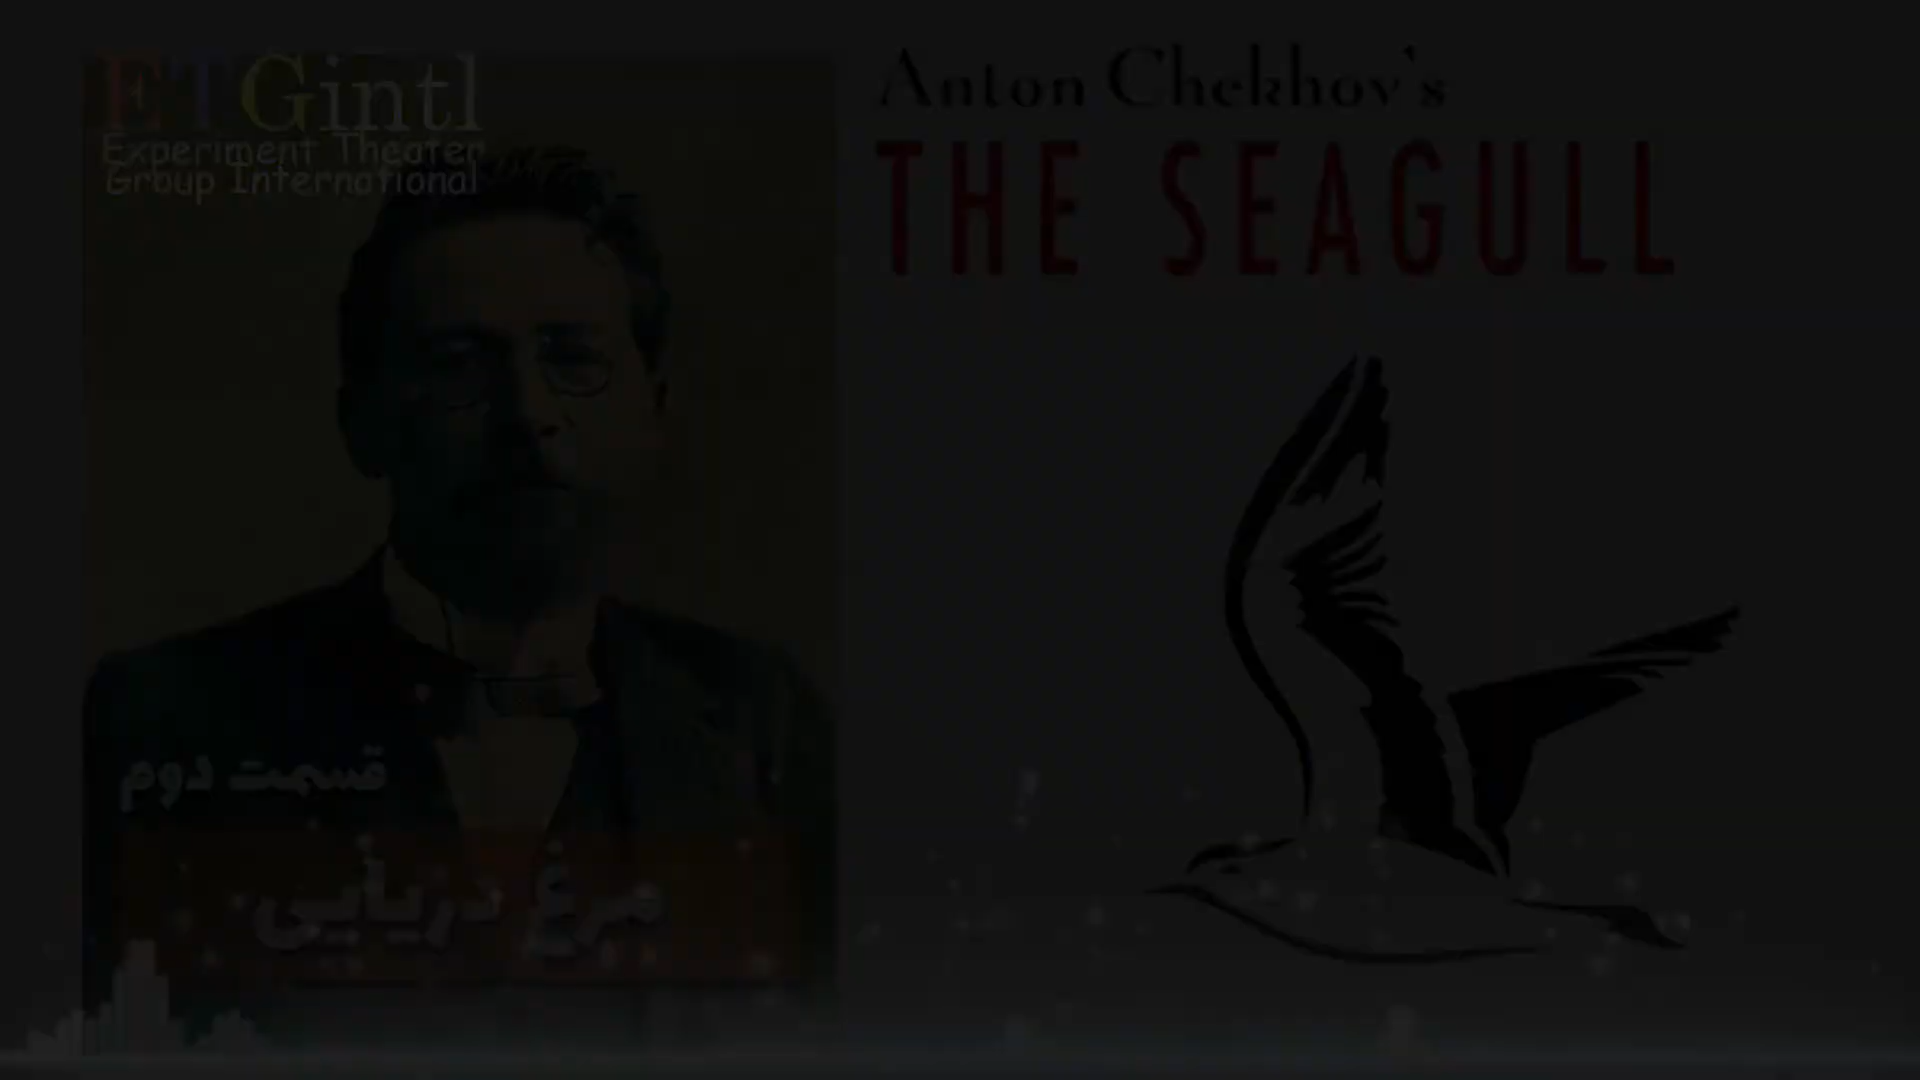 ETGintl
Experiment Theater
Group International
Anton Chekhov's
THE SEAGULL
قسمت دوم
مرغ دریایی